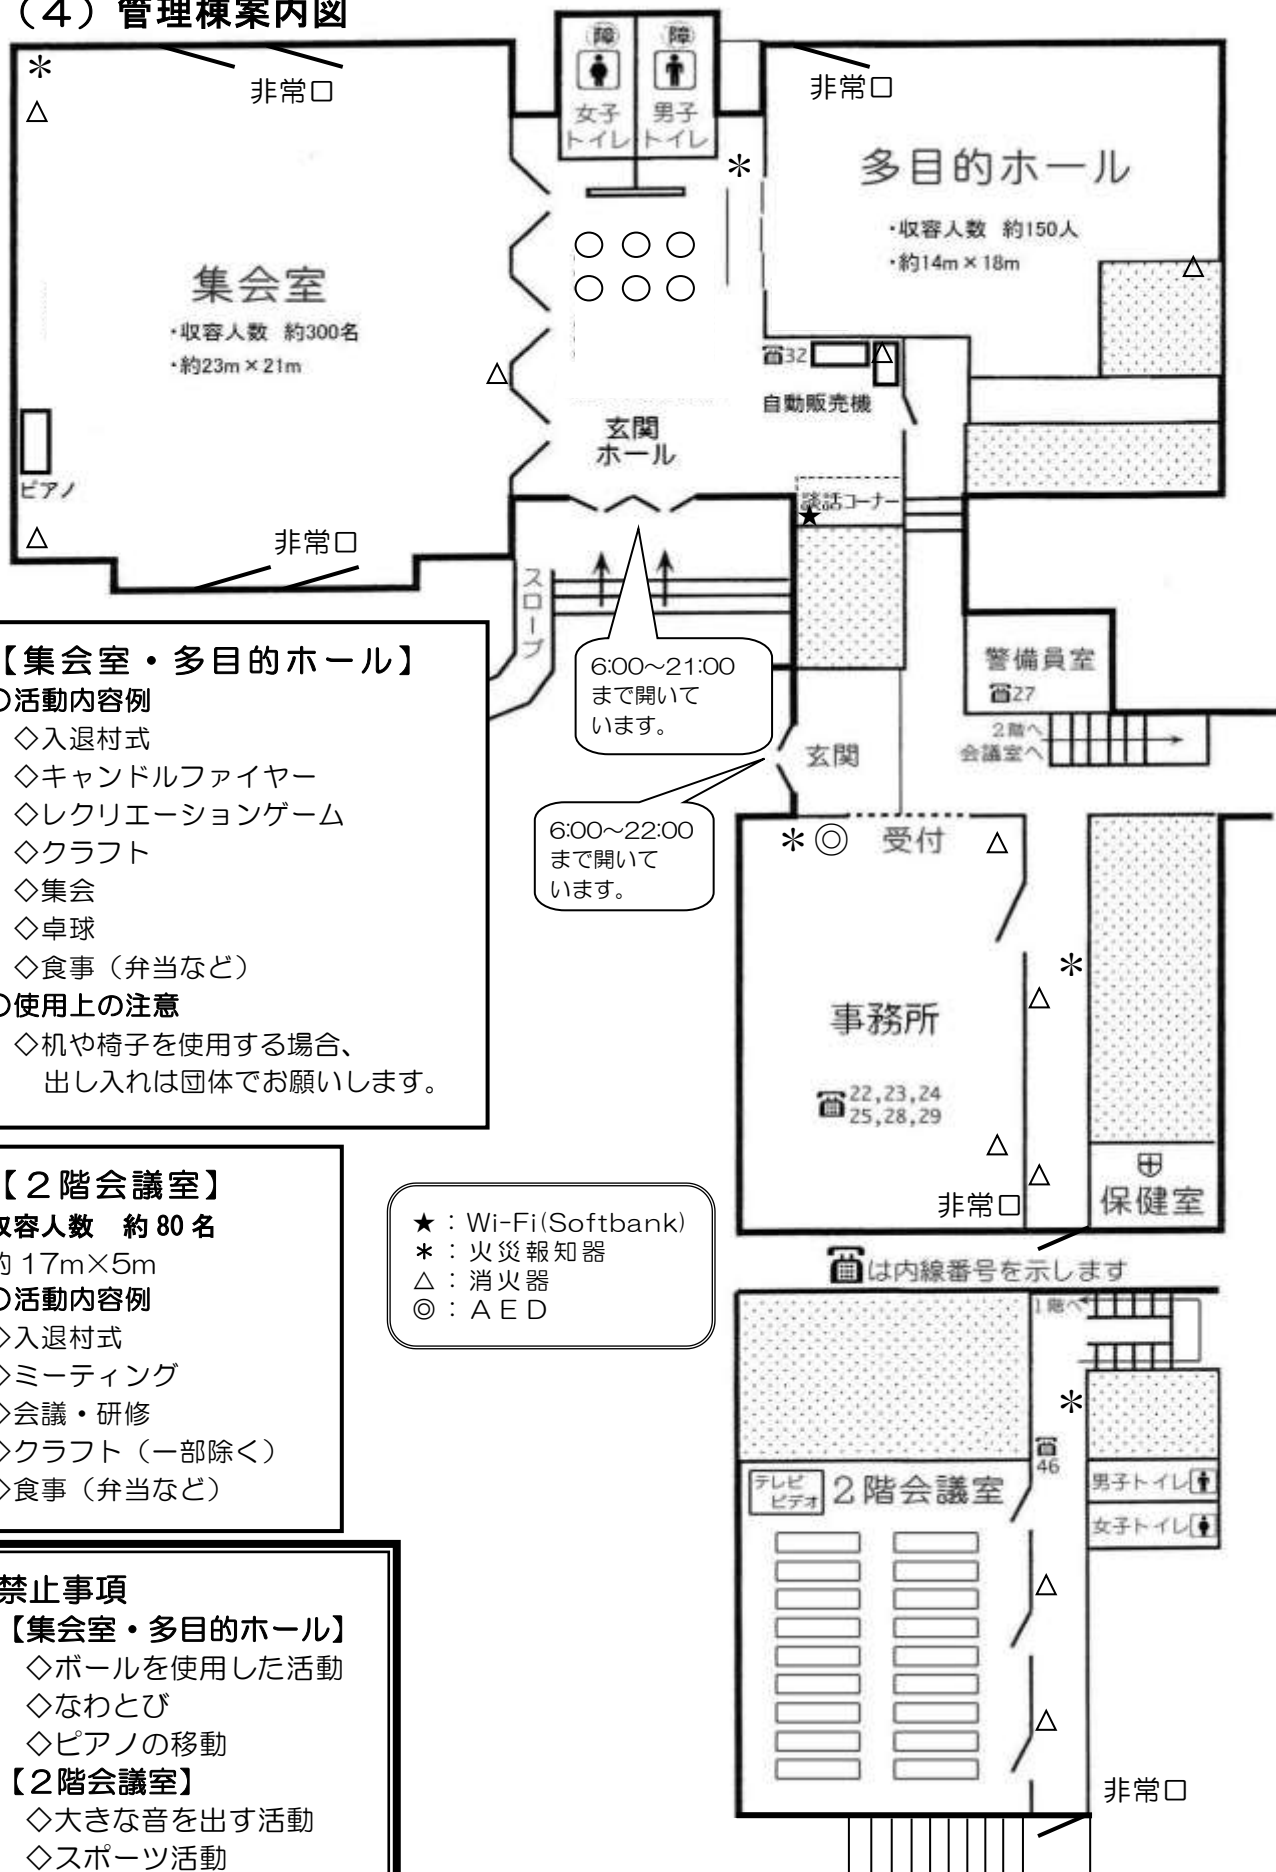 （４）管理棟案内図
＊
△
非常口
障 障
女子
トイレ
男子
トイレ
＊
非常口
多目的ホール
・収容人数 約150人
・約14m×18m
△
集会室
・収容人数 約300名
・約23m×21m
△
☎32
△
自動販売機
玄関
ホール
ピアノ
△
非常口
談話コーナー
★
スロープ
6:00～21:00
まで開いて
います。
警備員室
☎27
2階へ
会議室へ
玄関
6:00～22:00
まで開いて
います。
＊ ◎ 受付 △
＊
△
事務所
☎22,23,24
25,28,29
△
△
非常口
保健室
☎は内線番号を示します
【集会室・多目的ホール】
○活動内容例
◇入退村式
◇キャンドルファイヤー
◇レクリエーションゲーム
◇クラフト
◇集会
◇卓球
◇食事（弁当など）
○使用上の注意
◇机や椅子を使用する場合、
出し入れは団体でお願いします。
【２階会議室】
収容人数 約 80 名
約 17m×5m
○活動内容例
◇入退村式
◇ミーティング
◇会議・研修
◇クラフト（一部除く）
◇食事（弁当など）
★：Wi-Fi(Softbank)
＊：火災報知器
△：消火器
◎：ＡＥＤ
1階へ
＊
☎
46
テレビ
ビデオ
２階会議室
男子トイレ
女子トイレ
△
△
非常口
禁止事項
【集会室・多目的ホール】
◇ボールを使用した活動
◇なわとび
◇ピアノの移動
【２階会議室】
◇大きな音を出す活動
◇スポーツ活動